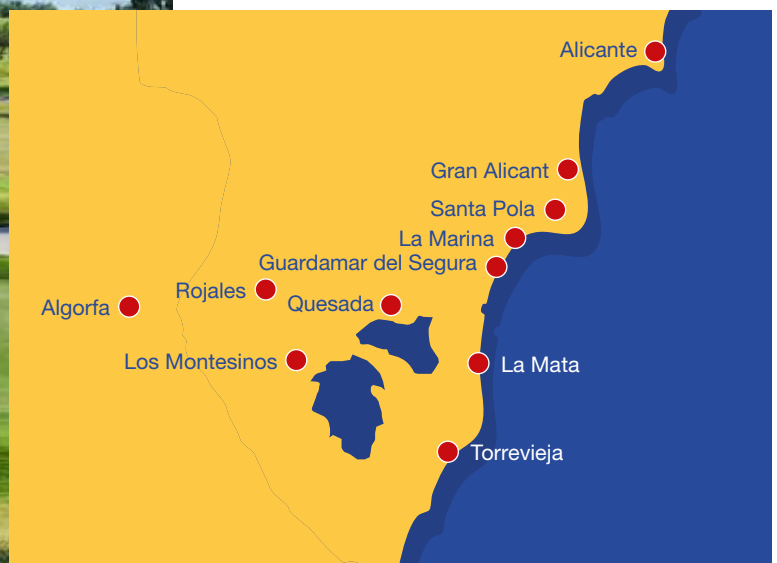 Alicante
Gran Alicant
Santa Pola
La Marina
Guardamar del Segura
Rojales
Quesada
Algorfa
Los Montesinos
La Mata
Torrevieja